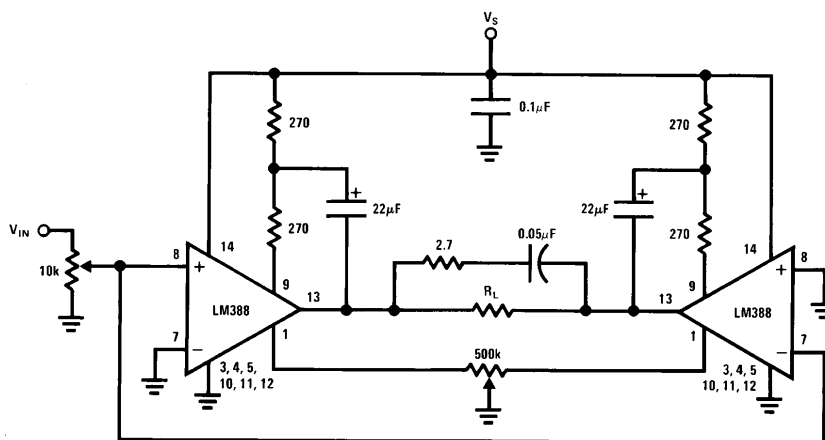 VS
0.1μF
270
270
22μF
22μF
270
270
2.7
0.05μF
VIN
10k
8
+
14
9
13
LM388
1
7
−
3, 4, 5,
10, 11, 12
RL
500k
14
+
8
9
13
LM388
1
7
−
3, 4, 5
10, 11, 12
+
+